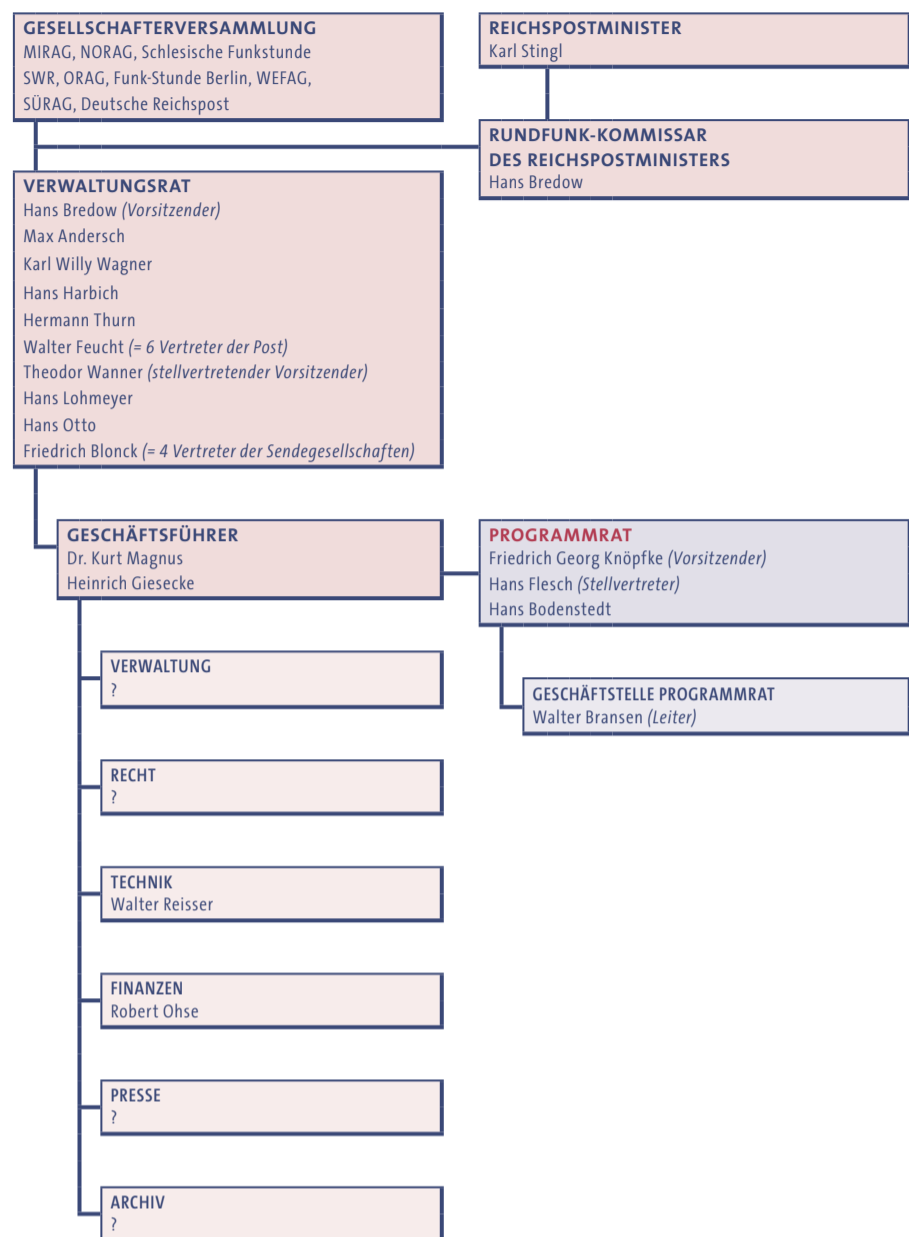 GESELLSCHAFTERVERSAMMLUNG
MIRAG, NORAG, Schlesische Funkstunde
SWR, ORAG, Funk-Stunde Berlin, WEFAG,
SÜRAG, Deutsche Reichspost
REICHSPOSTMINISTER
Karl Stingl
RUNDFUNK-KOMMISSAR
DES REICHSPOSTMINISTERS
Hans Bredow
VERWALTUNGSRAT
Hans Bredow (Vorsitzender)
Max Andersch
Karl Willy Wagner
Hans Harbich
Hermann Thurn
Walter Feucht (= 6 Vertreter der Post)
Theodor Wanner (stellvertretender Vorsitzender)
Hans Lohmeyer
Hans Otto
Friedrich Blonck (= 4 Vertreter der Sendegesellschaften)
GESCHÄFTSFÜHRER
Dr. Kurt Magnus
Heinrich Giesecke
PROGRAMMRAT
Friedrich Georg Knöpfke (Vorsitzender)
Hans Flesch (Stellvertreter)
Hans Bodenstedt
GESCHÄFTSTELLE PROGRAMMRAT
Walter Bransen (Leiter)
VERWALTUNG
?
RECHT
?
TECHNIK
Walter Reisser
FINANZEN
Robert Ohse
PRESSE
?
ARCHIV
?